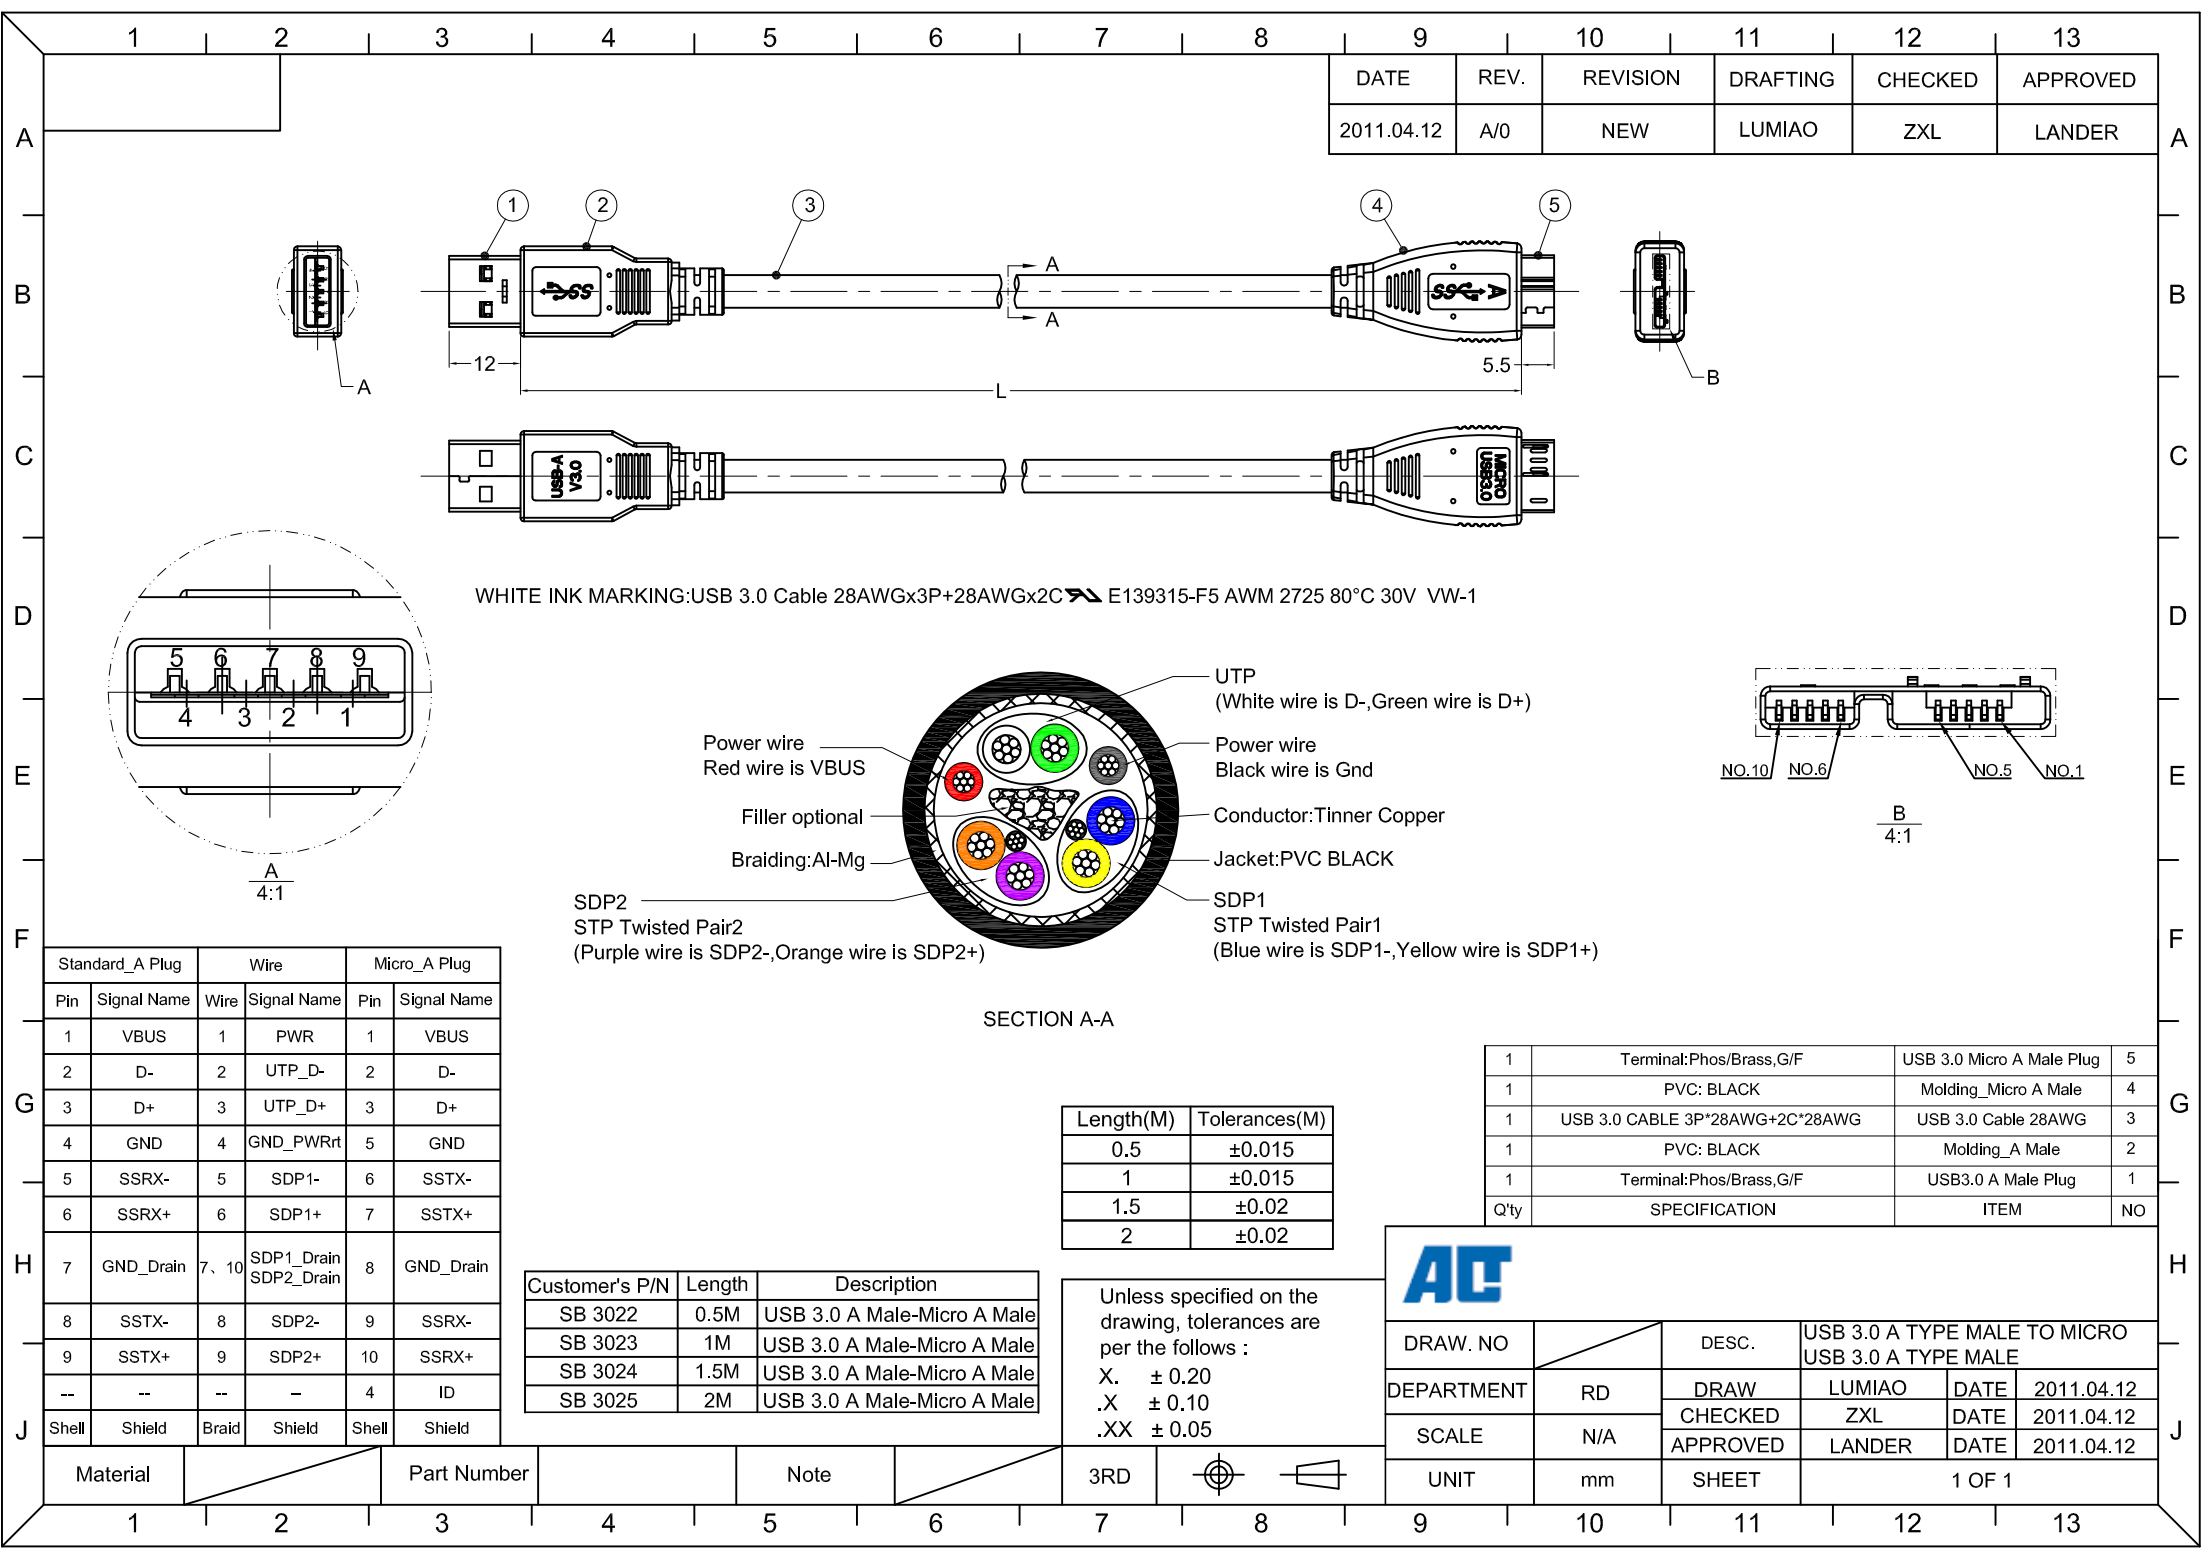 1 2 3 4 5 6 7 8 9 10 11 12 13
DATE REV. REVISION DRAFTING CHECKED APPROVED
2011.04.12 A/0 NEW LUMIAO ZXL LANDER
A A
B B
C C
D D
E E
F F
G G
H H
J J
1 2 3 4 5
A
A
SS
SS A
12
5.5
L
A
B
USB-A
V3.0
MICRO
USB3.0
WHITE INK MARKING:USB 3.0 Cable 28AWGx3P+28AWGx2C E139315-F5 AWM 2725 80°C 30V VW-1
5 6 7 8 9
4 3 2 1
A
4:1
UTP
(White wire is D-,Green wire is D+)
Power wire
Red wire is VBUS
Power wire
Black wire is Gnd
Filler optional
Conductor:Tinner Copper
Braiding:Al-Mg
Jacket:PVC BLACK
SDP2
STP Twisted Pair2
(Purple wire is SDP2-,Orange wire is SDP2+)
SDP1
STP Twisted Pair1
(Blue wire is SDP1-,Yellow wire is SDP1+)
SECTION A-A
NO.10 NO.6 NO.5 NO.1
B
4:1
Standard_A Plug Wire Micro_A Plug
Pin Signal Name Wire Signal Name Pin Signal Name
1 VBUS 1 PWR 1 VBUS
2 D- 2 UTP_D- 2 D-
3 D+ 3 UTP_D+ 3 D+
4 GND 4 GND_PWRrt 5 GND
5 SSRX- 5 SDP1- 6 SSTX-
6 SSRX+ 6 SDP1+ 7 SSTX+
7 GND_Drain 7、10 SDP1_Drain SDP2_Drain 8 GND_Drain
8 SSTX- 8 SDP2- 9 SSRX-
9 SSTX+ 9 SDP2+ 10 SSRX+
-- -- -- – 4 ID
Shell Shield Braid Shield Shell Shield
Length(M) Tolerances(M)
0.5 ±0.015
1 ±0.015
1.5 ±0.02
2 ±0.02
Customer's P/N Length Description
SB 3022 0.5M USB 3.0 A Male-Micro A Male
SB 3023 1M USB 3.0 A Male-Micro A Male
SB 3024 1.5M USB 3.0 A Male-Micro A Male
SB 3025 2M USB 3.0 A Male-Micro A Male
1 Terminal:Phos/Brass,G/F USB 3.0 Micro A Male Plug 5
1 PVC: BLACK Molding_Micro A Male 4
1 USB 3.0 CABLE 3P*28AWG+2C*28AWG USB 3.0 Cable 28AWG 3
1 PVC: BLACK Molding_A Male 2
1 Terminal:Phos/Brass,G/F USB3.0 A Male Plug 1
Q'ty SPECIFICATION ITEM NO
Unless specified on the
drawing, tolerances are
per the follows :
X. ± 0.20
.X ± 0.10
.XX ± 0.05
ACT
DRAW. NO DESC. USB 3.0 A TYPE MALE TO MICRO
USB 3.0 A TYPE MALE
DEPARTMENT RD DRAW LUMIAO DATE 2011.04.12
CHECKED ZXL DATE 2011.04.12
SCALE N/A APPROVED LANDER DATE 2011.04.12
UNIT mm SHEET 1 OF 1
Material Part Number Note 3RD
1 2 3 4 5 6 7 8 9 10 11 12 13